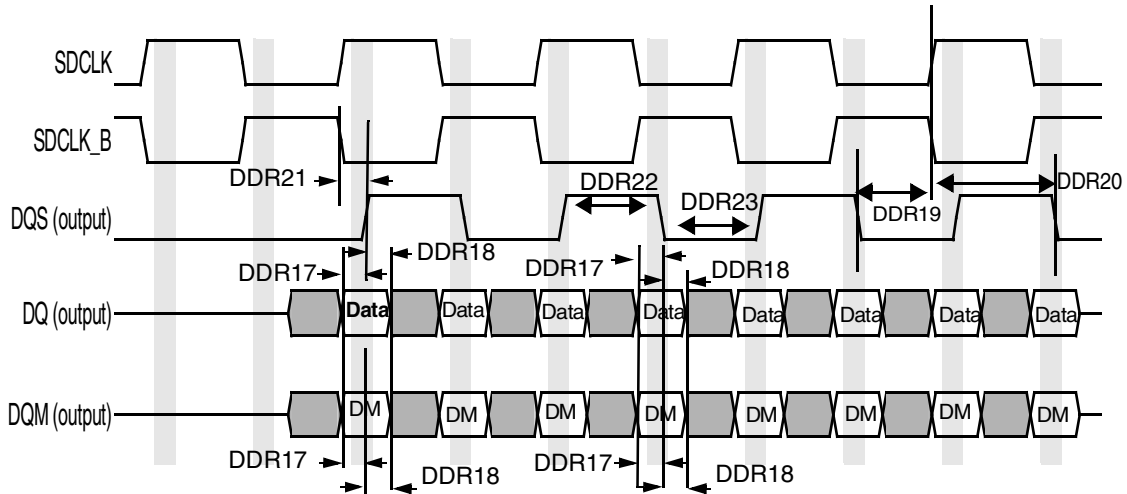 SDCLK
SDCLK_B
DDR21
DDR22
DDR23
DDR19
DDR20
DQS (output)
DDR17
DDR18
DDR17
DDR18
DQ (output)
Data
Data
Data
Data
Data
Data
Data
Data
DQM (output)
DM
DM
DM
DM
DM
DM
DM
DM
DDR17
DDR18
DDR17
DDR18